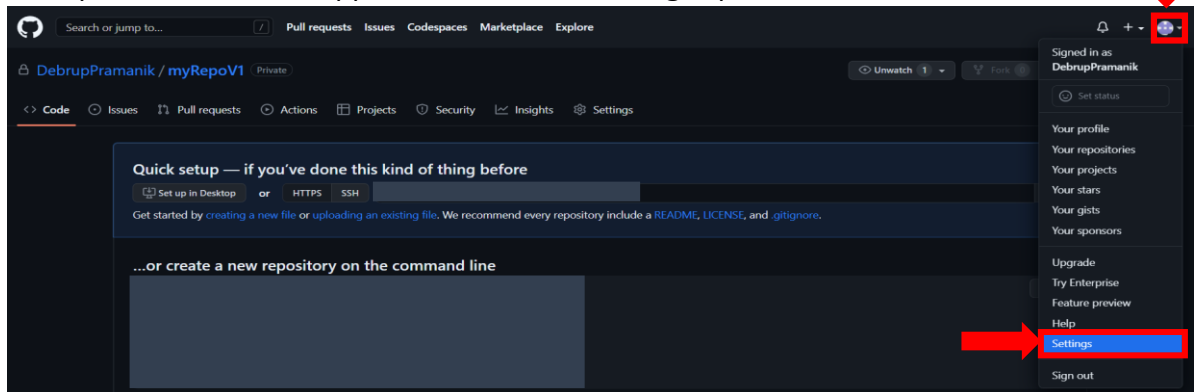 Search or jump to... / Pull requests Issues Codespaces Marketplace Explore
DebrupPramanik / myRepoV1 Private
Unwatch 1 Fork 0
<> Code Issues Pull requests Actions Projects Security Insights Settings
Quick setup — if you've done this kind of thing before
Set up in Desktop or HTTPS SSH
Get started by creating a new file or uploading an existing file. We recommend every repository include a README, LICENSE, and .gitignore.
...or create a new repository on the command line
Signed in as
DebrupPramanik
Set status
Your profile
Your repositories
Your projects
Your stars
Your gists
Your sponsors
Upgrade
Try Enterprise
Feature preview
Help
Settings
Sign out